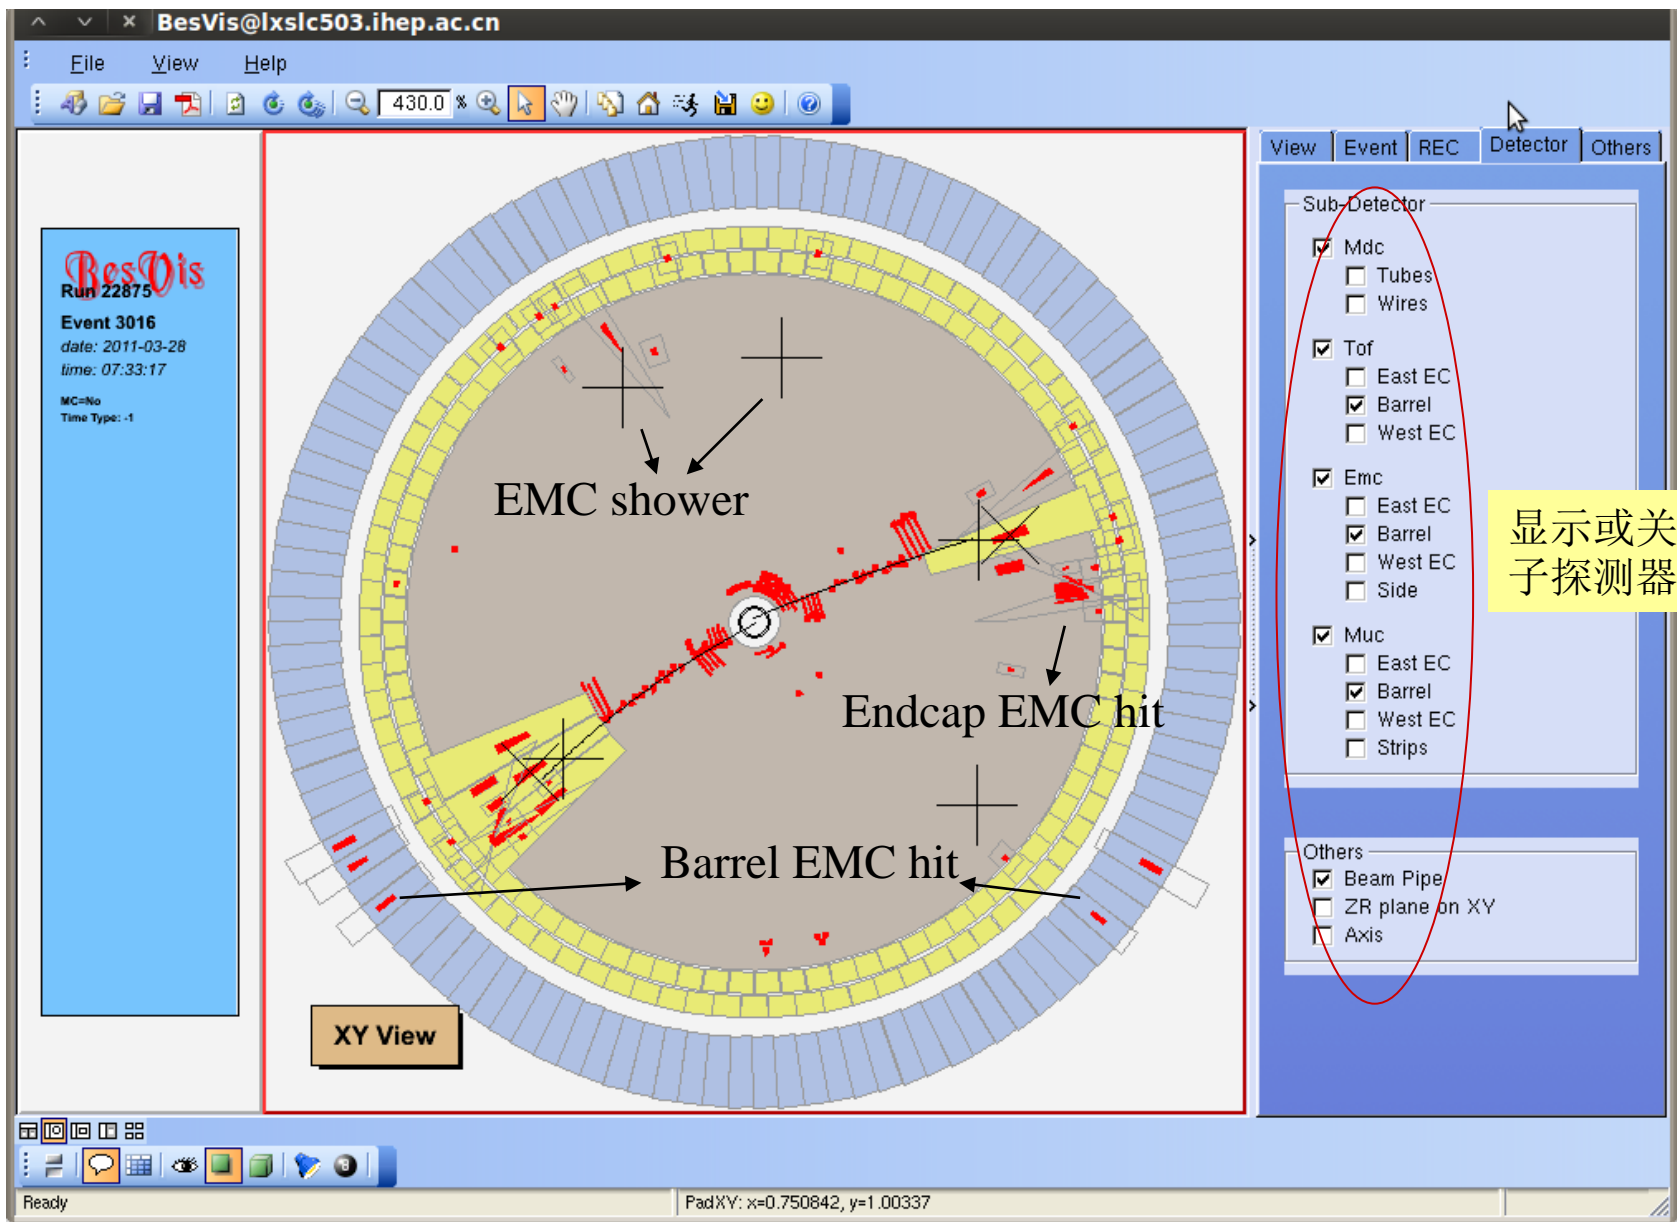 BesVis@lxslc503.ihep.ac.cn
File View Help
430.0 %
View Event REC Detector Others
BesVis
Run 22875
Event 3016
date: 2011-03-28
time: 07:33:17
MC=No
Time Type: -1
EMC shower
Endcap EMC hit
Barrel EMC hit
XY View
Sub-Detector
Mdc
Tubes
Wires
Tof
East EC
Barrel
West EC
Emc
East EC
Barrel
West EC
Side
Muc
East EC
Barrel
West EC
Strips
显示或关
子探测器
Others
Beam Pipe
ZR plane on XY
Axis
Ready
PadXY: x=0.750842, y=1.00337